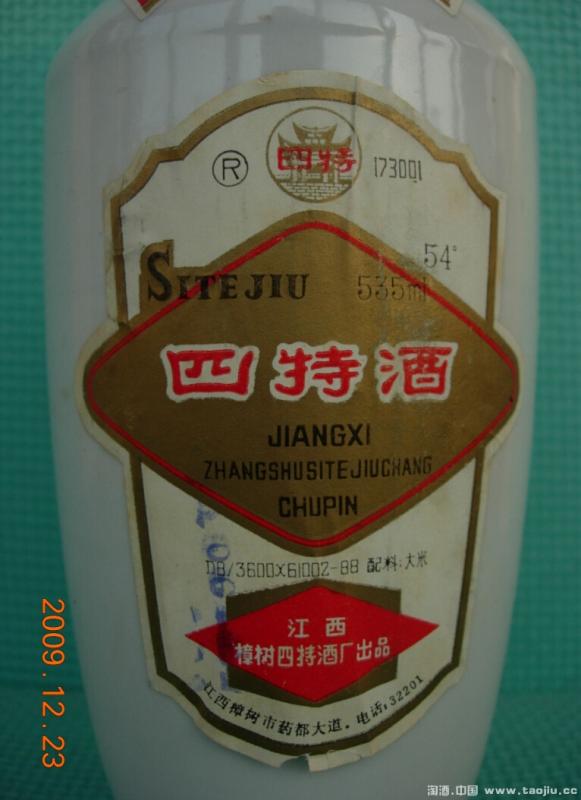 四特
R 173001
54°
SITE JIU 535ml
四特酒
JIANGXI
ZHANGSHUSITEJIUCHANG
CHUPIN
DB/3600X61002-88 配料:大米
江西
樟树四特酒厂出品
江西樟树市药都大道.电话:32201
2009.12.23
淘酒.中国 www.taojiu.cc